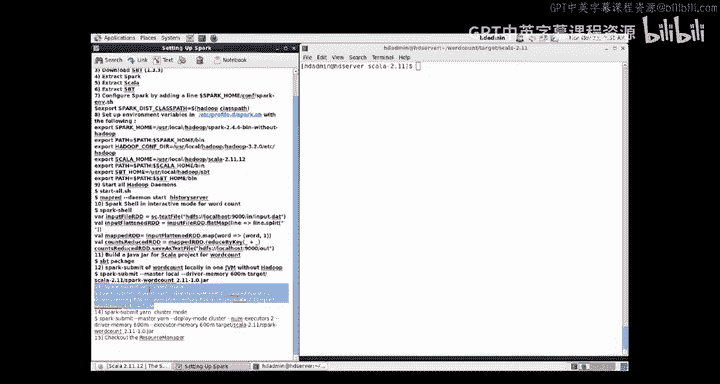 GPT中英字幕课程资源@bilibili.com
GPT中英字幕课程资源 bilibili
Applications Places System
hdadmin
Setting Up Spark
hdadmin@hdserver:~/wordcount/target/scala-2.11
Search Link Text Notebook
File Edit View Search Terminal Help
[hdadmin@hdserver scala-2.11]$
3) Download SBT (1.3.3)
4) Extract Spark
5) Extract Scala
6) Extract SBT
7) Configure Spark by adding a line $SPARK_HOME/conf/spark-
env.sh
$export SPARK_DIST_CLASSPATH=$(hadoop classpath)
8) Set up environment variables in /etc/profile.d/spark.sh with
the following :
export SPARK_HOME=/usr/local/hadoop/spark-2.4.4-bin-without-
hadoop
export PATH=$PATH:$SPARK_HOME/bin
export HADOOP_CONF_DIR=/usr/local/hadoop/hadoop-3.2.0/etc/
hadoop
export SCALA_HOME=/usr/local/hadoop/scala-2.11.12
export PATH=$PATH:$SCALA_HOME/bin
export SBT_HOME=/usr/local/hadoop/sbt
export PATH=$PATH:$SBT_HOME/bin
9) Start all Hadoop Daemens
$ start-all.sh
$ mapred --daemon start historyserver
10) Spark Shell in interactive mode for word count
$ spark-shell
val inputFileRDD = sc.textFile("hdfs://localhost:9000/in/input.dat")
val inputFlattenedRDD = inputFileRDD.flatMap(line => line.split("
"))
val mappedRDD= inputFlattenedRDD.map(word => (word, 1))
val countsReducedRDD = mappedRDD.reduceByKey(_ + _)
countsReducedRDD.saveAsTextFile("hdfs://localhost:9000/out")
11) Build a Java Jar for Scala project for wordcount
$ sbt package
12) spark-submit of wordcount locally in one JVM without Hadoop
$ spark-submit --master local --driver-memory 600m target/
scala-2.11/spark-wordcount_2.11-1.0.jar
14) spark-submit yarn cluster mode
$ spark-submit --master yarn --deploy-mode cluster --num executors 2 --
driver-memory 600m --executor-memory 600m target/scala-2.11/spark-
wordcount_2.11-1.0.jar
15) Checkout the ResourceManager
[Scala 2.11.12 | The S...
Setting Up Spark
hdadmin@hdserver:~/...